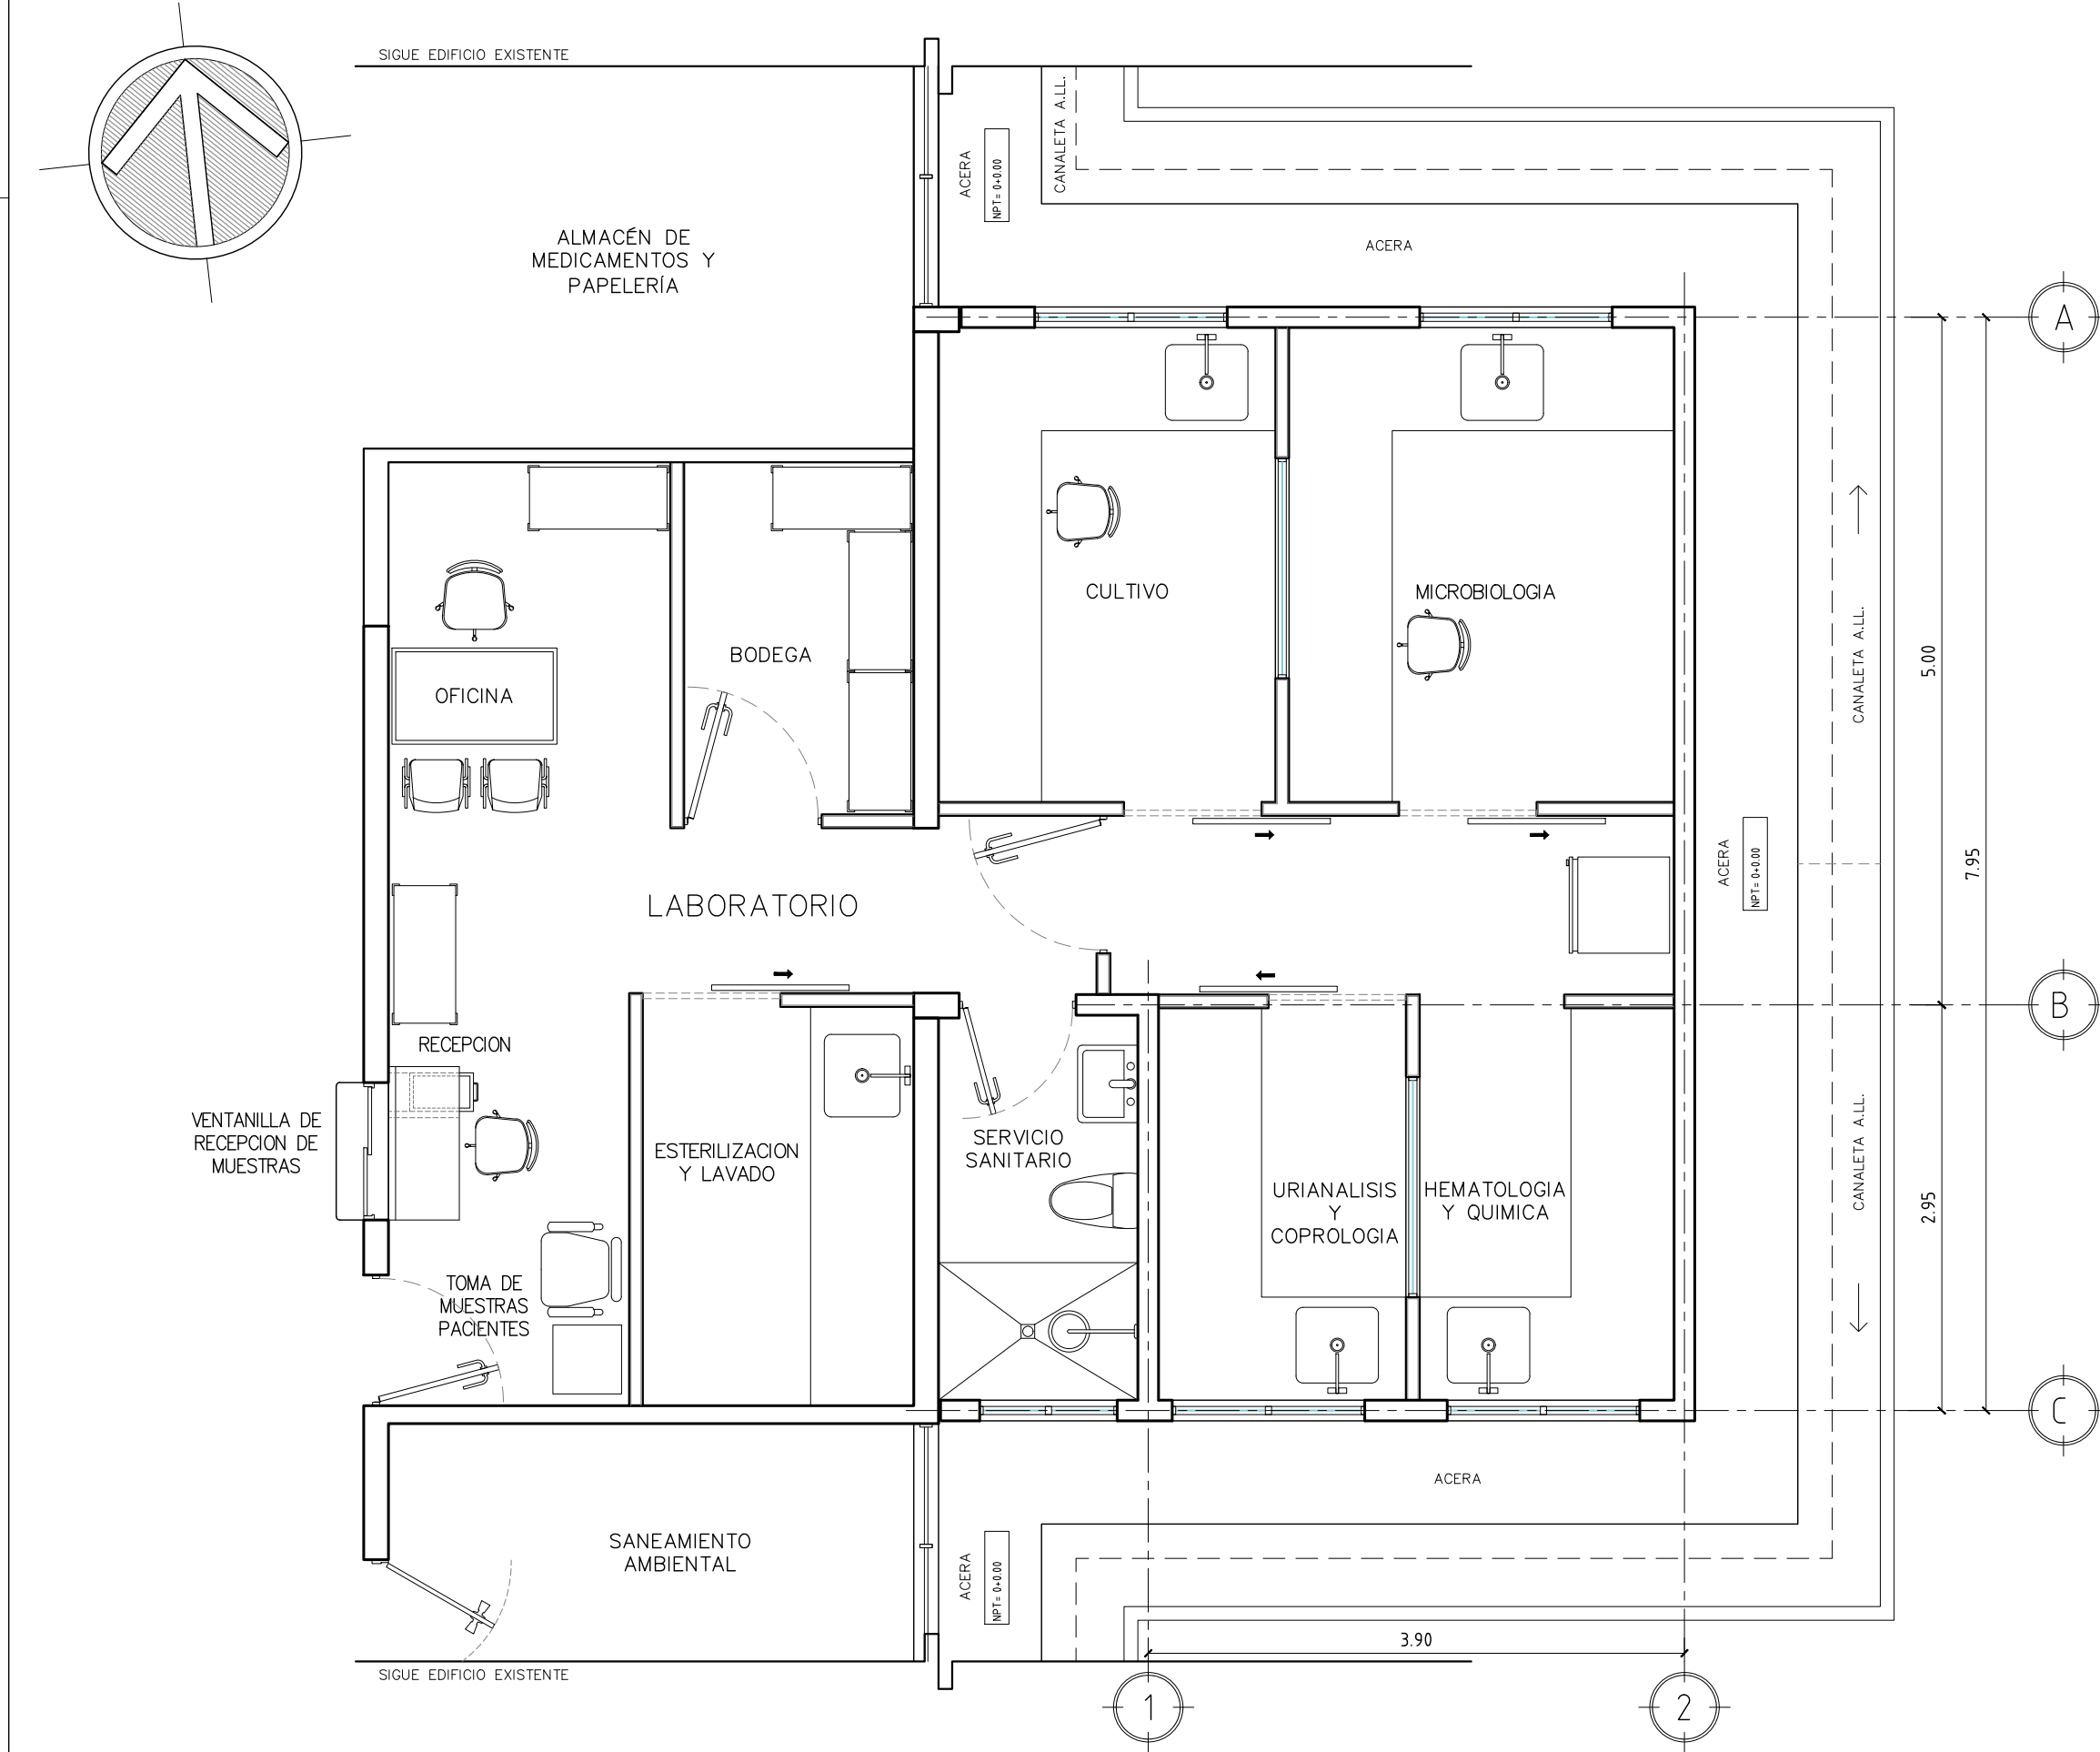 SIGUE EDIFICIO EXISTENTE
CANALETA A.LL.
ACERA
NPT= 0+0.00
ALMACÉN DE
MEDICAMENTOS Y
PAPELERÍA
ACERA
A
CULTIVO
MICROBIOLOGIA
BODEGA
OFICINA
5.00
CANALETA A.LL.
7.95
LABORATORIO
ACERA
NPT= 0+0.00
B
RECEPCION
VENTANILLA DE
RECEPCION DE
MUESTRAS
ESTERILIZACION
Y LAVADO
SERVICIO
SANITARIO
URIANALISIS
Y
COPROLOGIA
HEMATOLOGIA
Y QUIMICA
CANALETA A.LL.
2.95
TOMA DE
MUESTRAS
PACIENTES
C
ACERA
SANEAMIENTO
AMBIENTAL
ACERA
NPT= 0+0.00
3.90
SIGUE EDIFICIO EXISTENTE
1
2